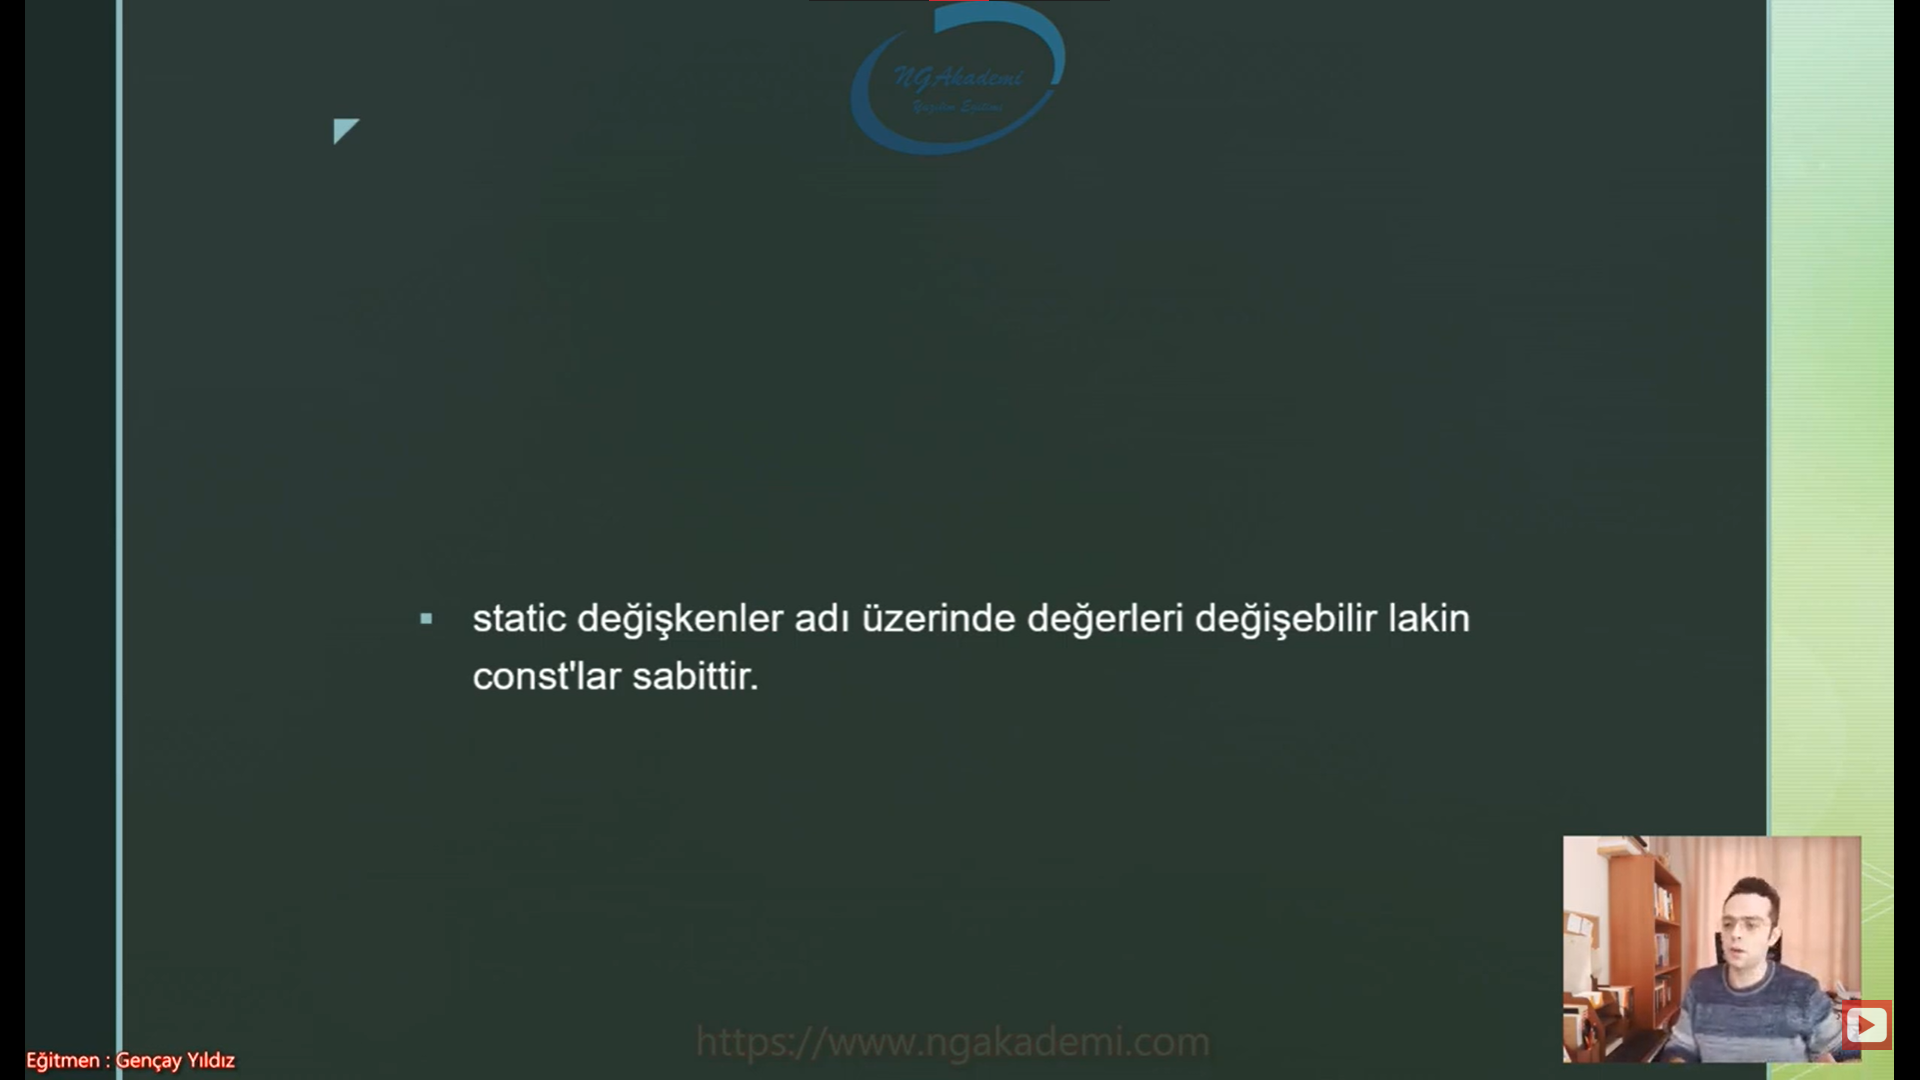 NGAkademi
Yazılım Eğitimi
static değişkenler adı üzerinde değerleri değişebilir lakin
const'lar sabittir.
https://www.ngakademi.com
Eğitmen : Gençay Yıldız